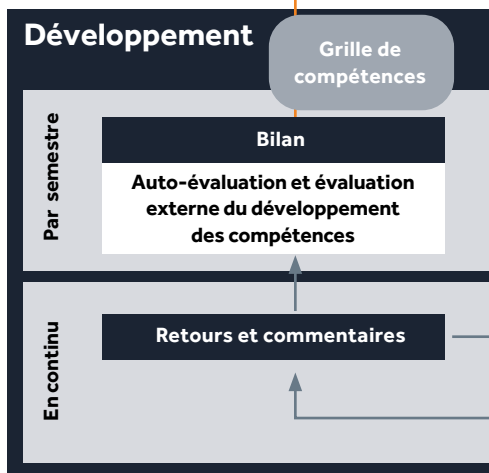 Développement
Grille de
compétences
Par semestre
Bilan
Auto-évaluation et évaluation
externe du développement
des compétences
En continu
Retours et commentaires